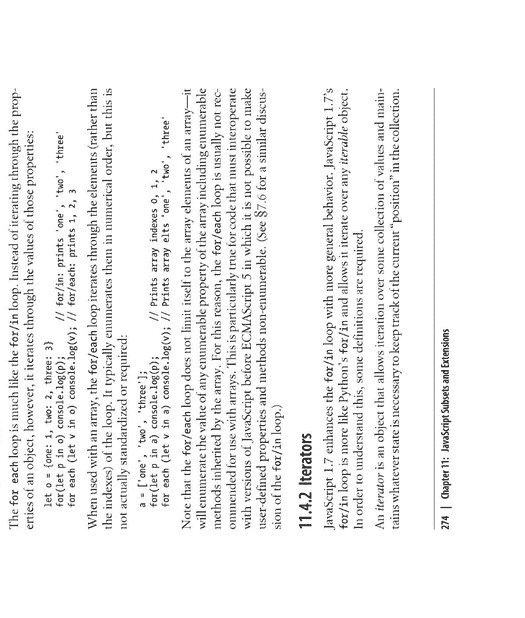 The for each loop is much like the for/in loop. Instead of iterating through the prop-
erties of an object, however, it iterates through the values of those properties:
let o = {one: 1, two: 2, three: 3}
for(let p in o) console.log(p); // for/in: prints 'one', 'two', 'three'
for each (let v in o) console.log(v); // for/each: prints 1, 2, 3
When used with an array, the for/each loop iterates through the elements (rather than
the indexes) of the loop. It typically enumerates them in numerical order, but this is
not actually standardized or required:
a = ['one', 'two', 'three'];
for(let p in a) console.log(p); // Prints array indexes 0, 1, 2
for each (let v in a) console.log(v); // Prints array elts 'one', 'two', 'three'
Note that the for/each loop does not limit itself to the array elements of an array—it
will enumerate the value of any enumerable property of the array including enumerable
methods inherited by the array. For this reason, the for/each loop is usually not rec-
ommended for use with arrays. This is particularly true for code that must interoperate
with versions of JavaScript before ECMAScript 5 in which it is not possible to make
user-defined properties and methods non-enumerable. (See §7.6 for a similar discus-
sion of the for/in loop.)
11.4.2 Iterators
JavaScript 1.7 enhances the for/in loop with more general behavior. JavaScript 1.7's
for/in loop is more like Python's for/in and allows it iterate over any iterable object.
In order to understand this, some definitions are required.
An iterator is an object that allows iteration over some collection of values and main-
tains whatever state is necessary to keep track of the current "position" in the collection.
274 | Chapter 11: JavaScript Subsets and Extensions